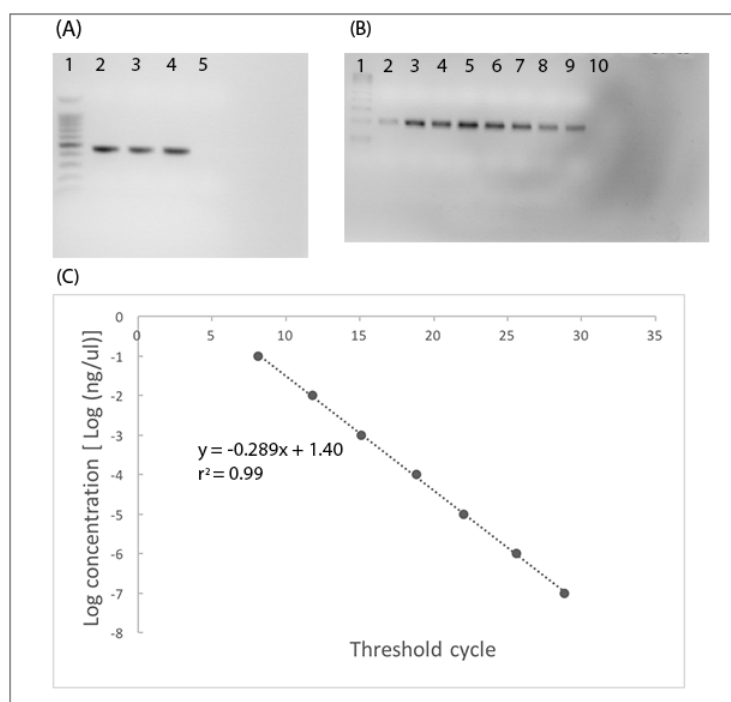 (A)
1 2 3 4 5
(B)
1 2 3 4 5 6 7 8 9 10
(C)
0
0 5 10 15 20 25 30 35
-1
-2
-3
-4
-5
-6
-7
-8
Log concentration [ Log (ng/ul)]
y = -0.289x + 1.40
r² = 0.99
Threshold cycle